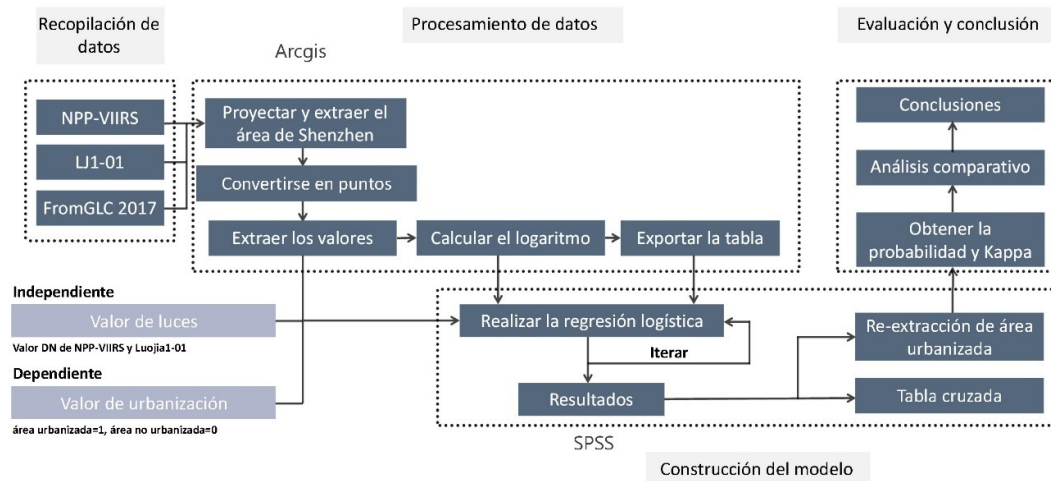 Recopilación de
datos
Procesamiento de datos
Evaluación y conclusión
Arcgis
NPP-VIIRS
LJ1-01
FromGLC 2017
Proyectar y extraer el
área de Shenzhen
Convertirse en puntos
Extraer los valores
Calcular el logaritmo
Exportar la tabla
Conclusiones
Análisis comparativo
Obtener la
probabilidad y Kappa
Independiente
Valor de luces
Valor DN de NPP-VIIRS y Luojia1-01
Dependiente
Valor de urbanización
área urbanizada=1, área no urbanizada=0
Realizar la regresión logística
Iterar
Resultados
Re-extracción de área
urbanizada
Tabla cruzada
SPSS
Construcción del modelo